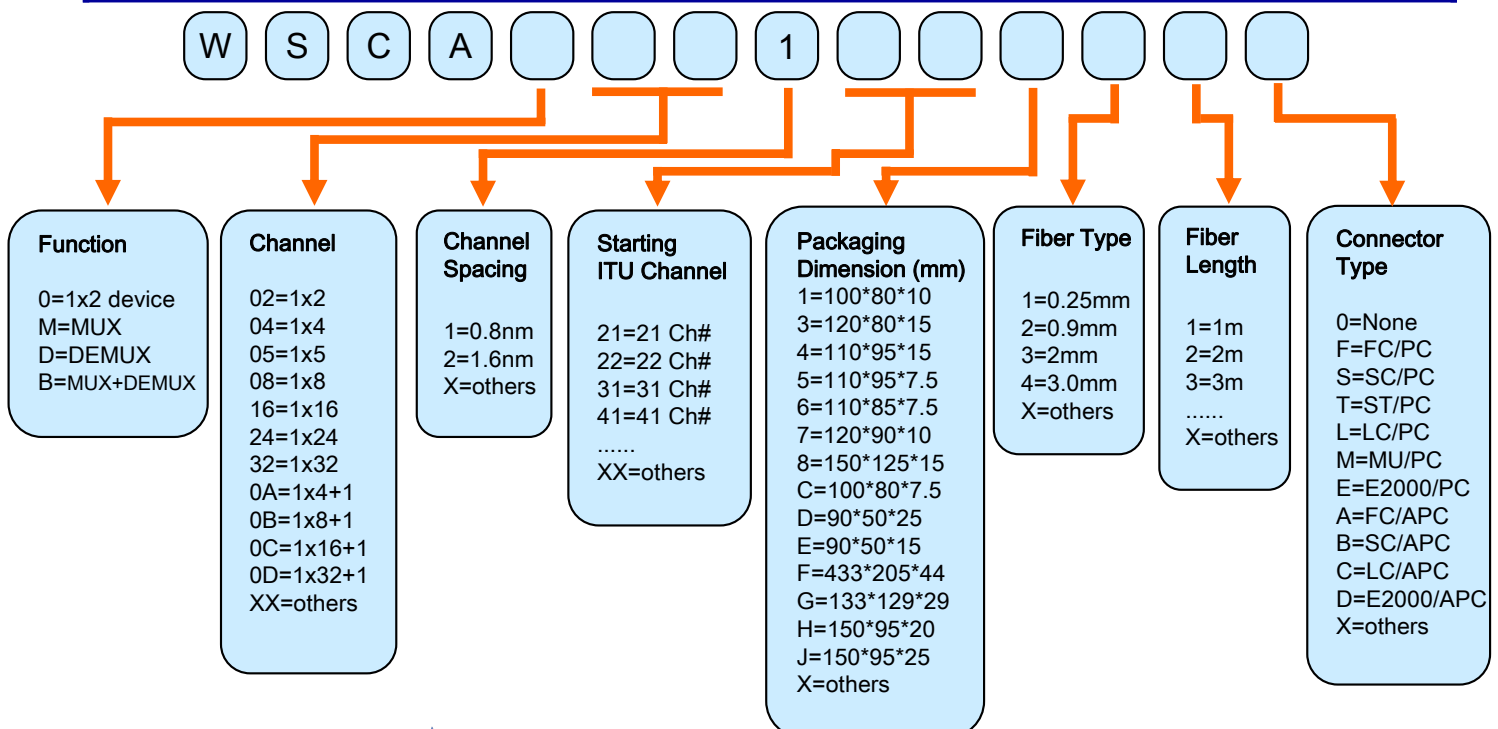 W S C A 1
Function
0=1x2 device
M=MUX
D=DEMUX
B=MUX+DEMUX
Channel
02=1x2
04=1x4
05=1x5
08=1x8
16=1x16
24=1x24
32=1x32
0A=1x4+1
0B=1x8+1
0C=1x16+1
0D=1x32+1
XX=others
Channel
Spacing
1=0.8nm
2=1.6nm
X=others
Starting
ITU Channel
21=21 Ch#
22=22 Ch#
31=31 Ch#
41=41 Ch#
......
XX=others
Packaging
Dimension (mm)
1=100*80*10
3=120*80*15
4=110*95*15
5=110*95*7.5
6=110*85*7.5
7=120*90*10
8=150*125*15
C=100*80*7.5
D=90*50*25
E=90*50*15
F=433*205*44
G=133*129*29
H=150*95*20
J=150*95*25
X=others
Fiber Type
1=0.25mm
2=0.9mm
3=2mm
4=3.0mm
X=others
Fiber
Length
1=1m
2=2m
3=3m
......
X=others
Connector
Type
0=None
F=FC/PC
S=SC/PC
T=ST/PC
L=LC/PC
M=MU/PC
E=E2000/PC
A=FC/APC
B=SC/APC
C=LC/APC
D=E2000/APC
X=others